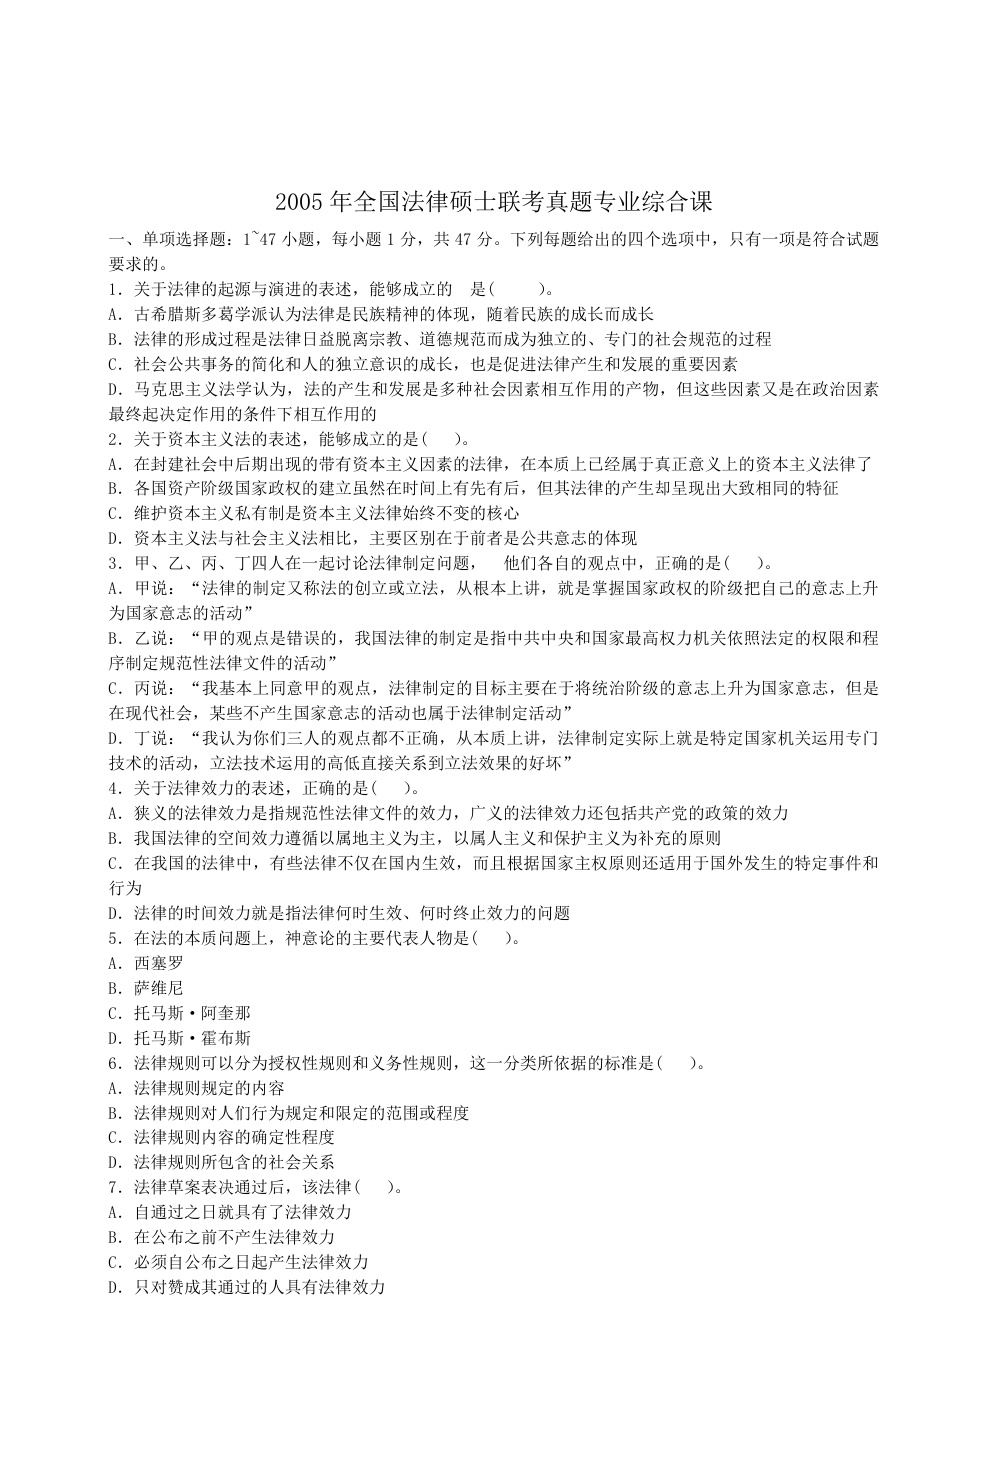 2005 年全国法律硕士联考真题专业综合课
一、单项选择题：1~47 小题，每小题 1 分，共 47 分。下列每题给出的四个选项中，只有一项是符合试题
要求的。
1．关于法律的起源与演进的表述，能够成立的 是(    )。
A．古希腊斯多葛学派认为法律是民族精神的体现，随着民族的成长而成长
B．法律的形成过程是法律日益脱离宗教、道德规范而成为独立的、专门的社会规范的过程
C．社会公共事务的简化和人的独立意识的成长，也是促进法律产生和发展的重要因素
D．马克思主义法学认为，法的产生和发展是多种社会因素相互作用的产物，但这些因素又是在政治因素
最终起决定作用的条件下相互作用的
2．关于资本主义法的表述，能够成立的是(   )。
A．在封建社会中后期出现的带有资本主义因素的法律，在本质上已经属于真正意义上的资本主义法律了
B．各国资产阶级国家政权的建立虽然在时间上有先有后，但其法律的产生却呈现出大致相同的特征
C．维护资本主义私有制是资本主义法律始终不变的核心
D．资本主义法与社会主义法相比，主要区别在于前者是公共意志的体现
3．甲、乙、丙、丁四人在一起讨论法律制定问题，  他们各自的观点中，正确的是(   )。
A．甲说：“法律的制定又称法的创立或立法，从根本上讲，就是掌握国家政权的阶级把自己的意志上升
为国家意志的活动”
B．乙说：“甲的观点是错误的，我国法律的制定是指中共中央和国家最高权力机关依照法定的权限和程
序制定规范性法律文件的活动”
C．丙说：“我基本上同意甲的观点，法律制定的目标主要在于将统治阶级的意志上升为国家意志，但是
在现代社会，某些不产生国家意志的活动也属于法律制定活动”
D．丁说：“我认为你们三人的观点都不正确，从本质上讲，法律制定实际上就是特定国家机关运用专门
技术的活动，立法技术运用的高低直接关系到立法效果的好坏”
4．关于法律效力的表述，正确的是(   )。
A．狭义的法律效力是指规范性法律文件的效力，广义的法律效力还包括共产党的政策的效力
B．我国法律的空间效力遵循以属地主义为主，以属人主义和保护主义为补充的原则
C．在我国的法律中，有些法律不仅在国内生效，而且根据国家主权原则还适用于国外发生的特定事件和
行为
D．法律的时间效力就是指法律何时生效、何时终止效力的问题
5．在法的本质问题上，神意论的主要代表人物是(   )。
A．西塞罗
B．萨维尼
C．托马斯·阿奎那
D．托马斯·霍布斯
6．法律规则可以分为授权性规则和义务性规则，这一分类所依据的标准是(   )。
A．法律规则规定的内容
B．法律规则对人们行为规定和限定的范围或程度
C．法律规则内容的确定性程度
D．法律规则所包含的社会关系
7．法律草案表决通过后，该法律(   )。
A．自通过之日就具有了法律效力
B．在公布之前不产生法律效力
C．必须自公布之日起产生法律效力
D．只对赞成其通过的人具有法律效力